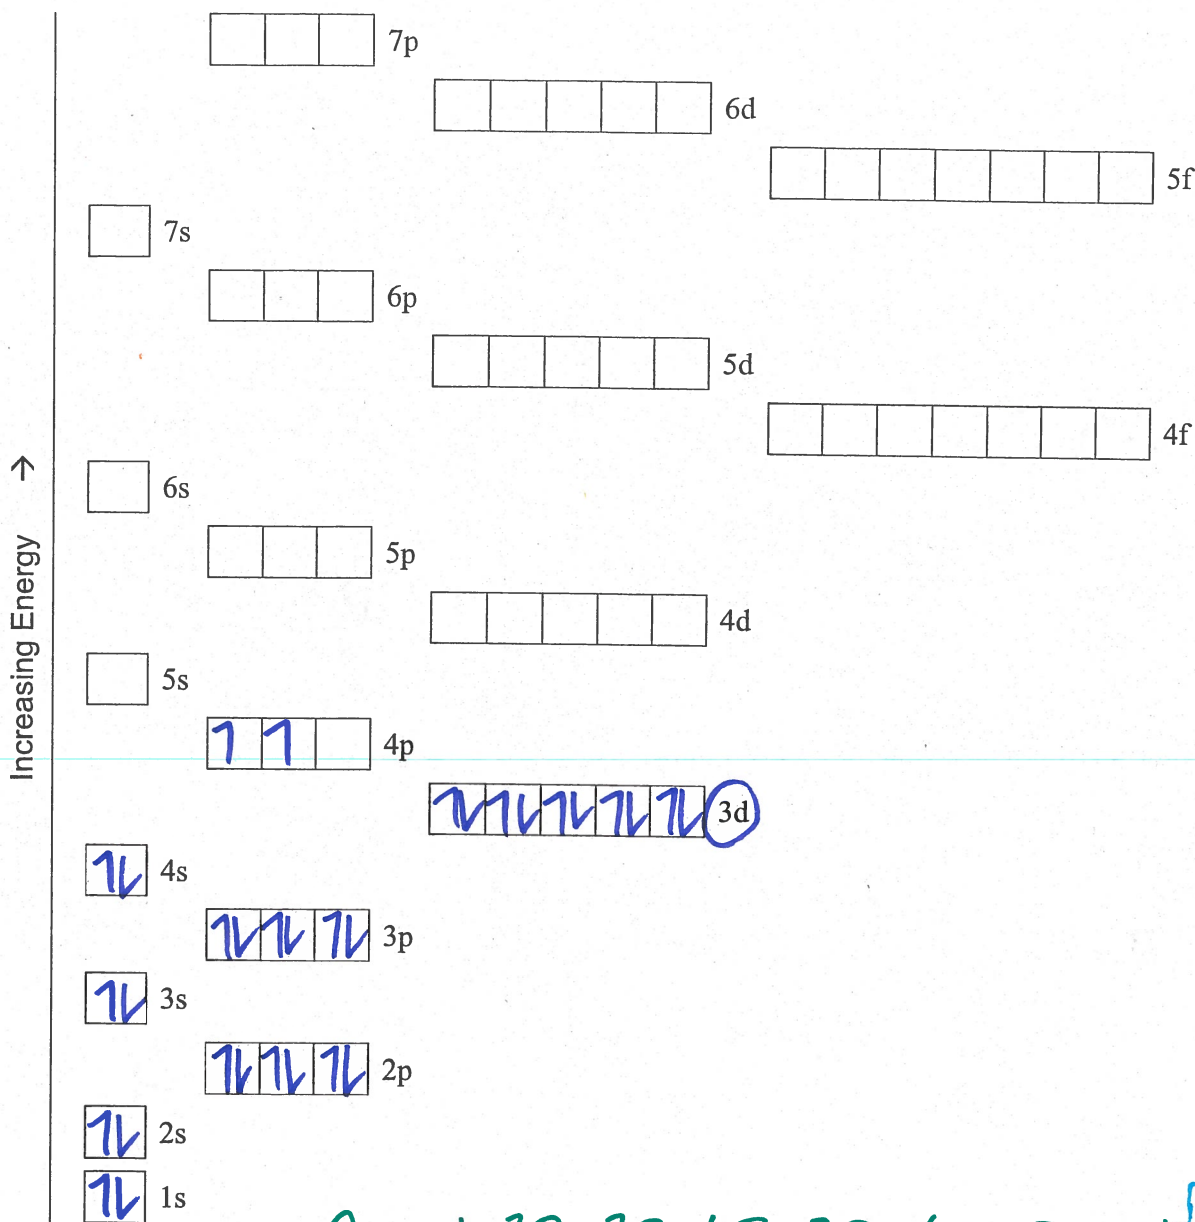 7p
6d
5f
7s
6p
5d
4f
6s
5p
4d
5s
4p
3d
4s
3p
3s
2p
2s
1s
Increasing Energy →